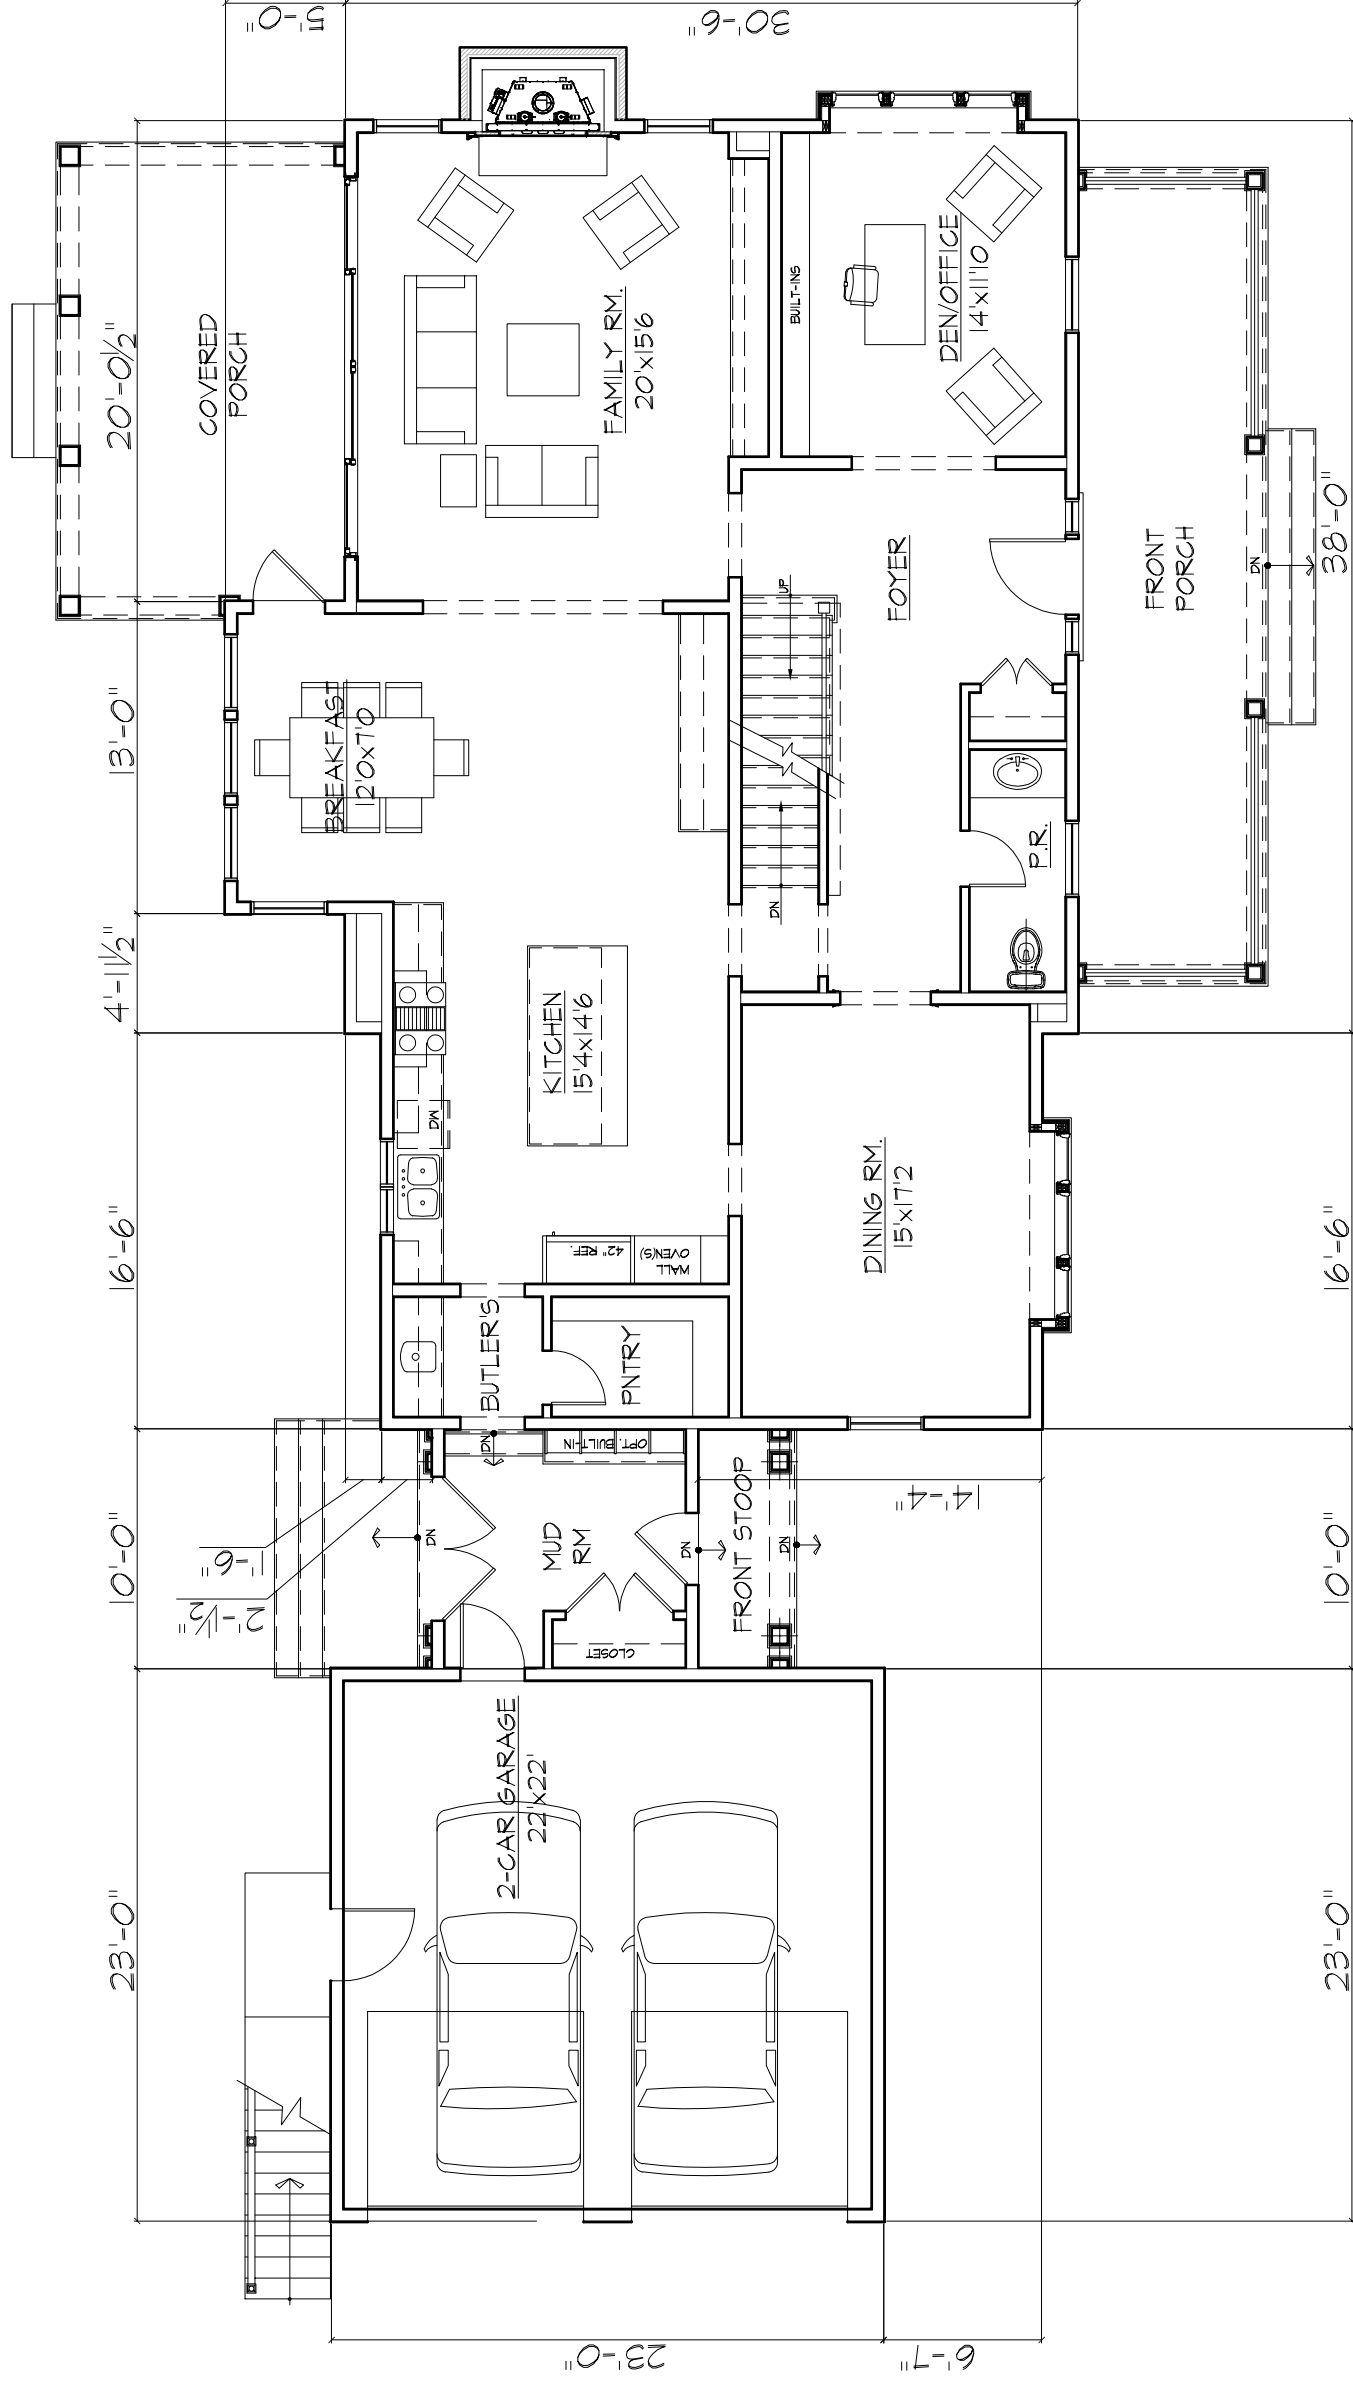 5'-0"
30'-6"
20'-0½"
13'-0"
4'-11½"
16'-6"
10'-0"
23'-0"
1'-6"
2'-1½"
COVERED
PORCH
FAMILY RM.
20'x15'6
BUILT-INS
DEN/OFFICE
14'x11'10
BREAKFAST
12'0x7'0
UP
FOYER
FRONT
PORCH
DN
38'-0"
DN
P.R.
KITCHEN
15'4x14'6
DW
42" REF.
WALL
OVEN(S)
DINING RM.
15'x17'2
16'-6"
BUTLER'S
PNTRY
DN
OPT. BUILT-IN
DN
MUD
RM
CLOSET
DN
FRONT STOOP
DN
14'-4"
10'-0"
2-CAR GARAGE
22'x22'
23'-0"
23'-0"
6'-7"